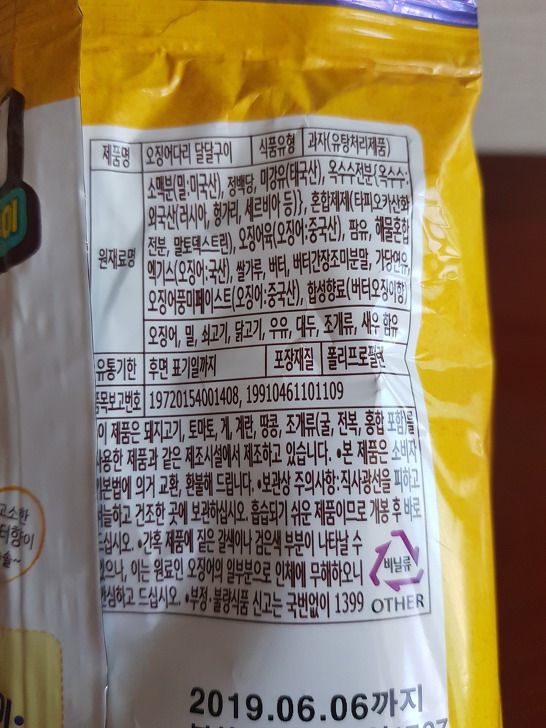 제품명 오징어다리 달달구이 식품유형 과자(유탕처리제품)
원재료명
소맥분(밀:미국산), 정백당, 미강유(태국산), 옥수수전분{옥수수:
외국산(러시아, 헝가리, 세르비아 등)}, 혼합제제(타피오카산화
전분, 말토덱스트린), 오징어육(오징어:중국산), 팜유, 해물혼합
엑기스(오징어:국산), 쌀가루, 버터, 버터간장조미분말, 가당연유,
오징어풍미페이스트(오징어:중국산), 합성향료(버터오징어향)
오징어, 밀, 쇠고기, 닭고기, 우유, 대두, 조개류, 새우 함유
유통기한 후면 표기일까지 포장재질 폴리프로필렌
품목보고번호 19720154001408, 19910461101109
이 제품은 돼지고기, 토마토, 게, 계란, 땅콩, 조개류(굴, 전복, 홍합 포함)를
사용한 제품과 같은 제조시설에서 제조하고 있습니다. •본 제품은 소비자
기본법에 의거 교환, 환불해 드립니다. •보관상 주의사항:직사광선을 피하고
서늘하고 건조한 곳에 보관하십시오. 흡습되기 쉬운 제품이므로 개봉 후 바로
드십시오. •간혹 제품에 짙은 갈색이나 검은색 부분이 나타날 수
있으나, 이는 원료인 오징어의 일부분으로 인체에 무해하오니
안심하고 드십시오. •부정·불량식품 신고는 국번없이 1399
비닐류
OTHER
고소한
터향이
솔솔~
2019.06.06까지